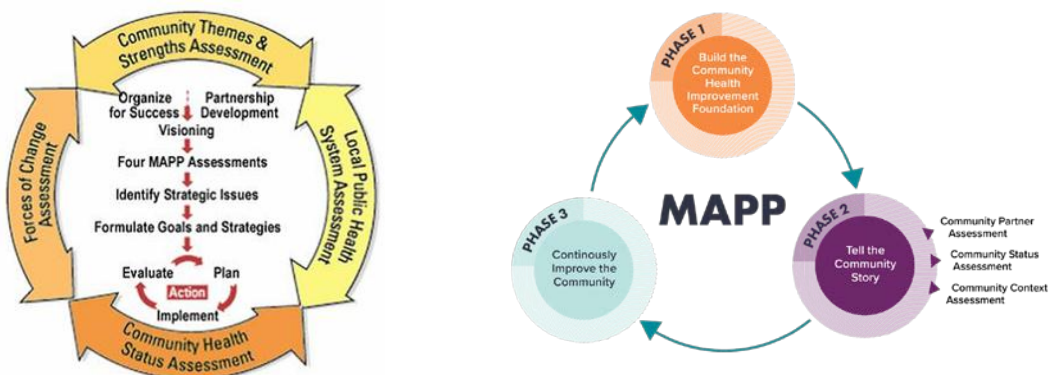 Community Themes &
Strengths Assessment
Organize
for Success
Partnership
Development
Visioning
Four MAPP Assessments
Identify Strategic Issues
Formulate Goals and Strategies
Evaluate
Plan
Action
Implement
Forces of Change
Assessment
Local Public Health
System Assessment
Community Health
Status Assessment
PHASE 1
Build the
Community
Health
Improvement
Foundation
MAPP
PHASE 2
Tell the
Community
Story
Community Partner
Assessment
Community Status
Assessment
Community Context
Assessment
PHASE 3
Continously
Improve the
Community